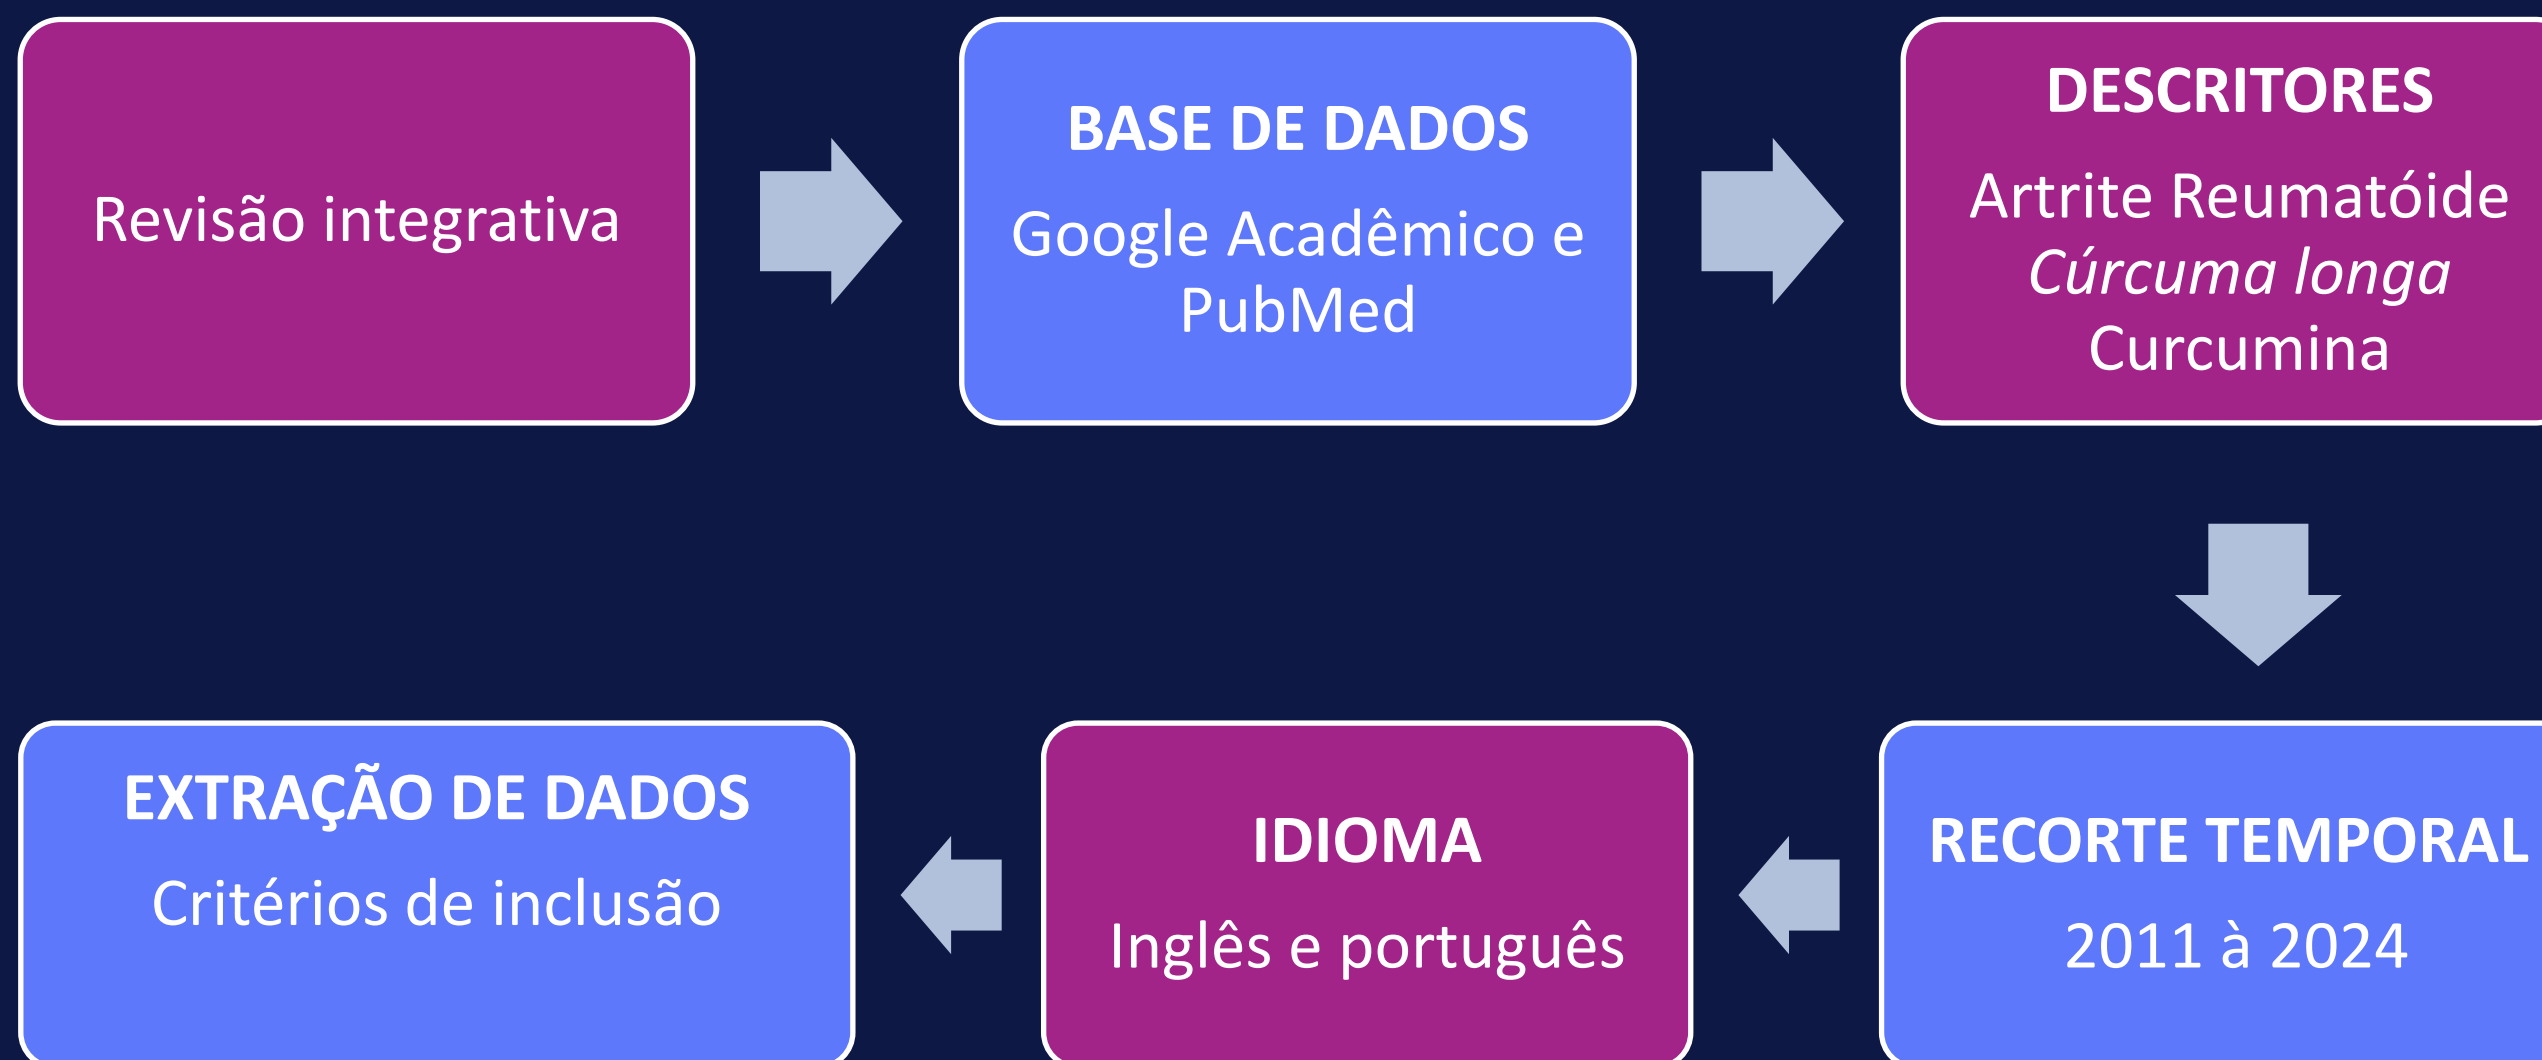 Revisão integrativa
BASE DE DADOS
Google Acadêmico e
PubMed
DESCRITORES
Artrite Reumatóide
Cúrcuma longa
Curcumina
RECORTE TEMPORAL
2011 à 2024
IDIOMA
Inglês e português
EXTRAÇÃO DE DADOS
Critérios de inclusão